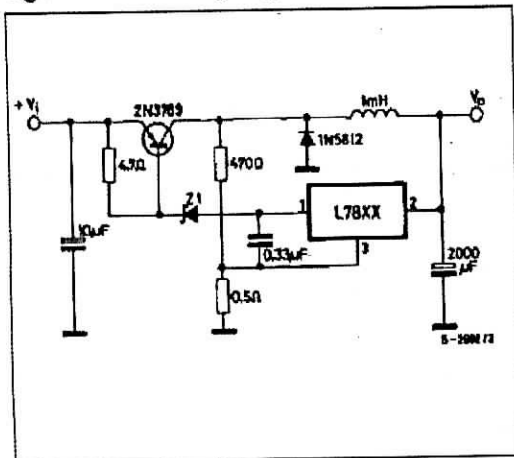 1mH
Vo
+ Vi
2N3789
1N5812
4.7Ω
470Ω
Z1
1
L78XX
2
3
10µF
0.33µF
2000
µF
0.5Ω